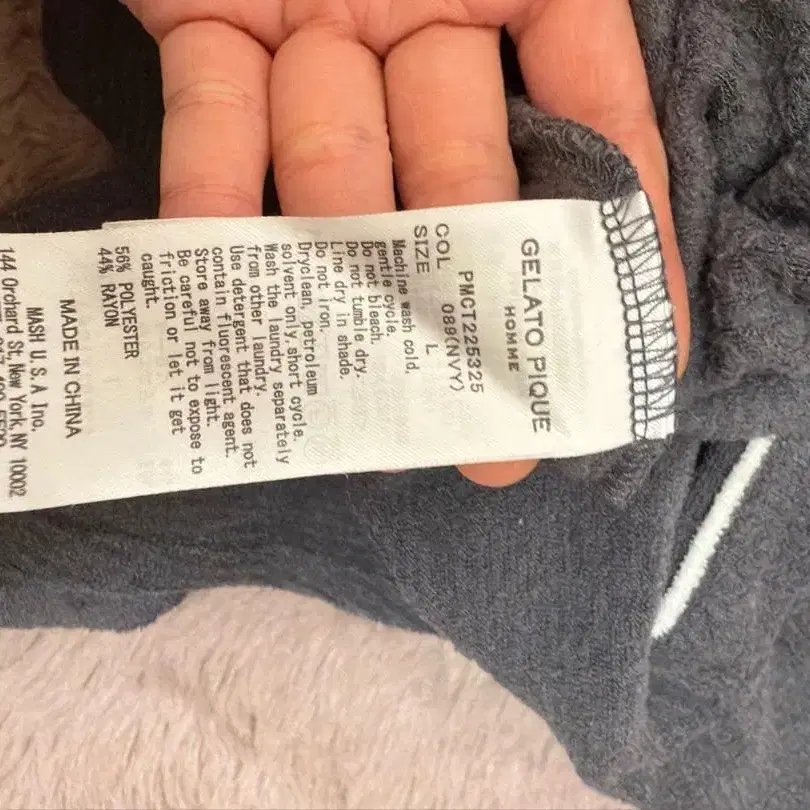 GELATO PIQUE
HOMME
PMCT225325
COL 089(NVY)
SIZE L
Machine wash cold,
gentle cycle.
Do not bleach.
Do not tumble dry.
Line dry in shade.
Do not iron.
Dryclean, petroleum
solvent only, short cycle.
Wash the laundry separately
from other laundry.
Use detergent that does not
contain fluorescent agent.
Store away from light.
Be careful not to expose to
friction or let it get
caught.
56% POLYESTER
44% RAYON
MADE IN CHINA
MASH U.S.A Inc.
144 Orchard St, New York, NY 10002